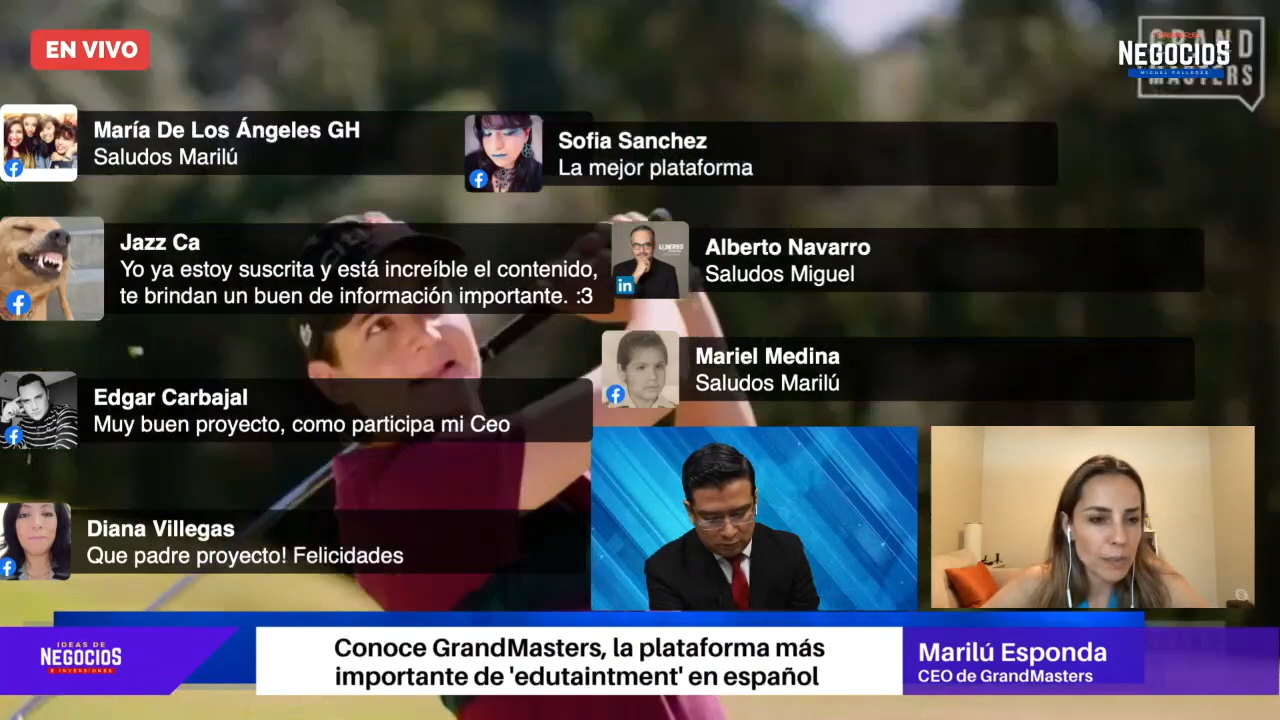 EN VIVO
GRAND
MASTERS
NEGOCIOS
María De Los Ángeles GH
Saludos Marilú
Sofia Sanchez
La mejor plataforma
Jazz Ca
Yo ya estoy suscrita y está increíble el contenido,
te brindan un buen de información importante. :3
Alberto Navarro
Saludos Miguel
Mariel Medina
Saludos Marilú
Edgar Carbajal
Muy buen proyecto, como participa mi Ceo
Diana Villegas
Que padre proyecto! Felicidades
IDEAS DE
NEGOCIOS
E INVERSIONES
Conoce GrandMasters, la plataforma más
importante de 'edutaintment' en español
Marilú Esponda
CEO de GrandMasters